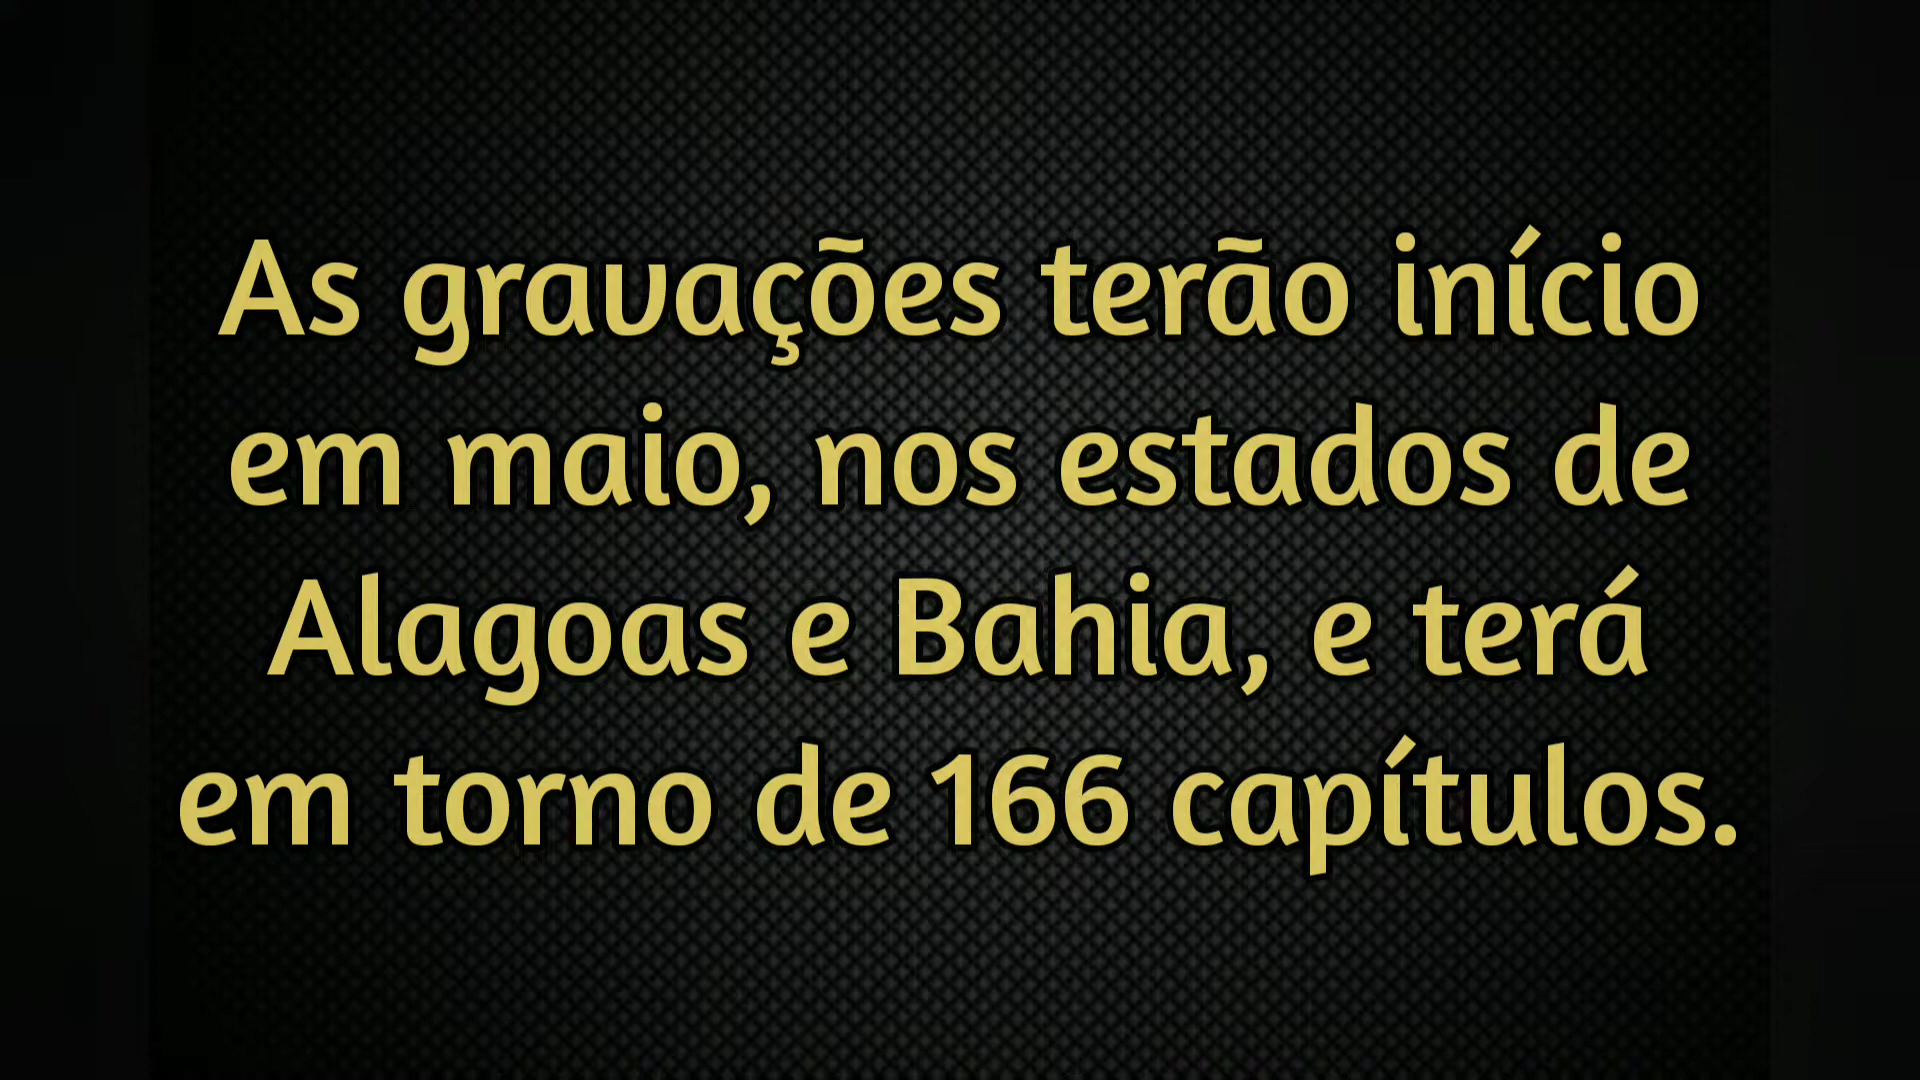 As gravações terão início
em maio, nos estados de
Alagoas e Bahia, e terá
em torno de 166 capítulos.